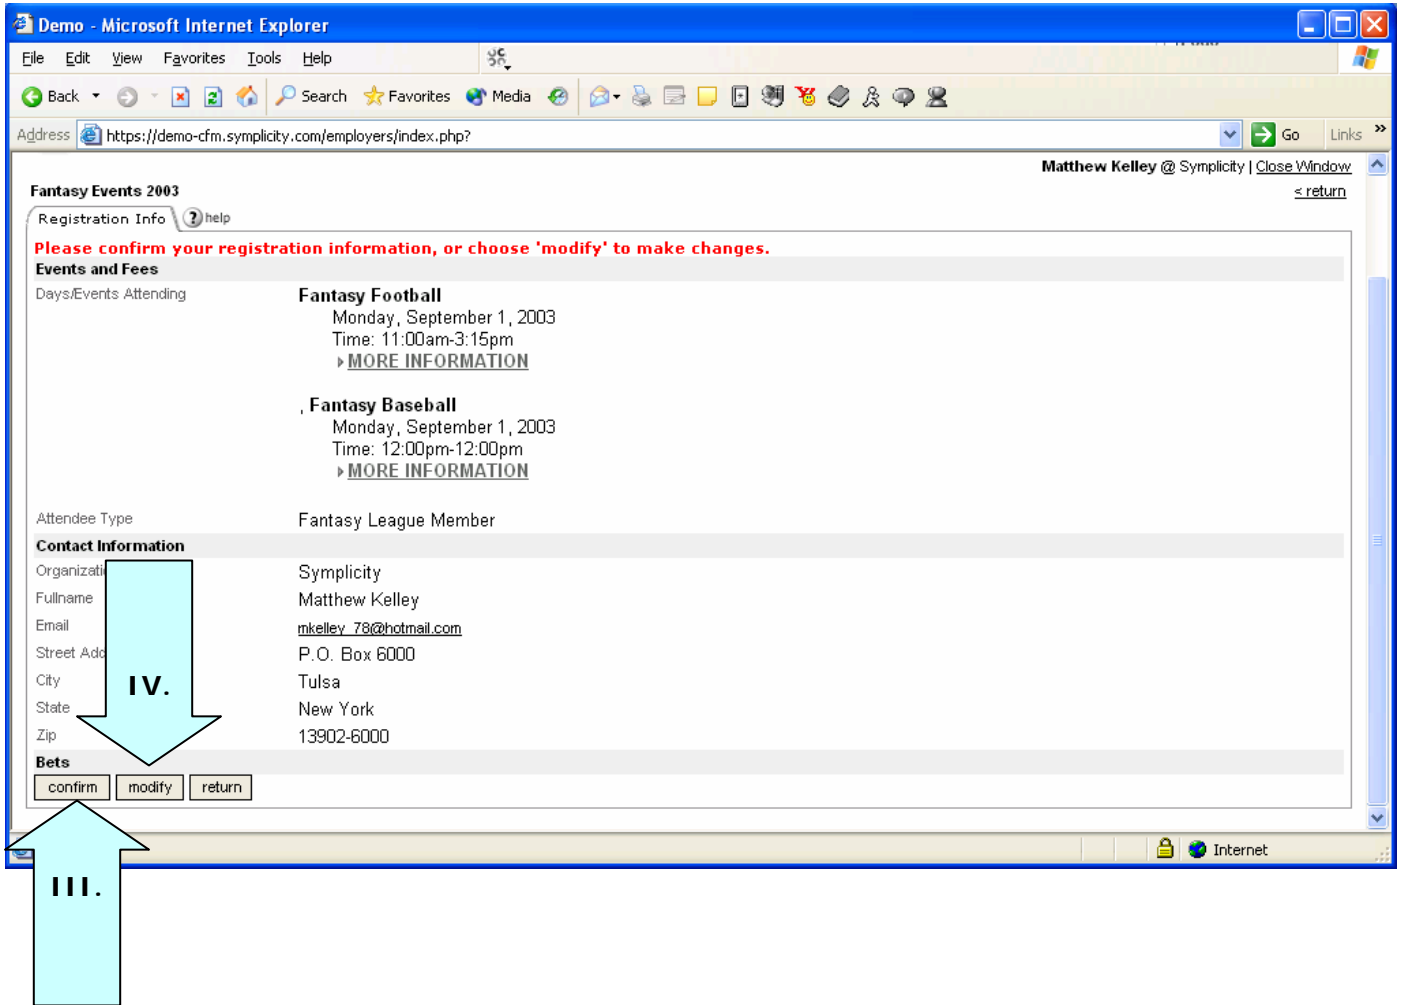 Demo - Microsoft Internet Explorer
File Edit View Favorites Tools Help
Back Search Favorites Media
Address https://demo-cfm.symplicity.com/employers/index.php? Go Links »
Matthew Kelley @ Symplicity | Close Window
Fantasy Events 2003 < return
Registration Info ? help
Please confirm your registration information, or choose 'modify' to make changes.
Events and Fees
Days/Events Attending Fantasy Football
Monday, September 1, 2003
Time: 11:00am-3:15pm
MORE INFORMATION
, Fantasy Baseball
Monday, September 1, 2003
Time: 12:00pm-12:00pm
MORE INFORMATION
Attendee Type Fantasy League Member
Contact Information
Symplicity
Fullname Matthew Kelley
Email mkelley_78@hotmail.com
Street P.O. Box 6000
City Tulsa
State New York
Zip 13902-6000
IV.
Bets
confirm modify return
Internet
III.